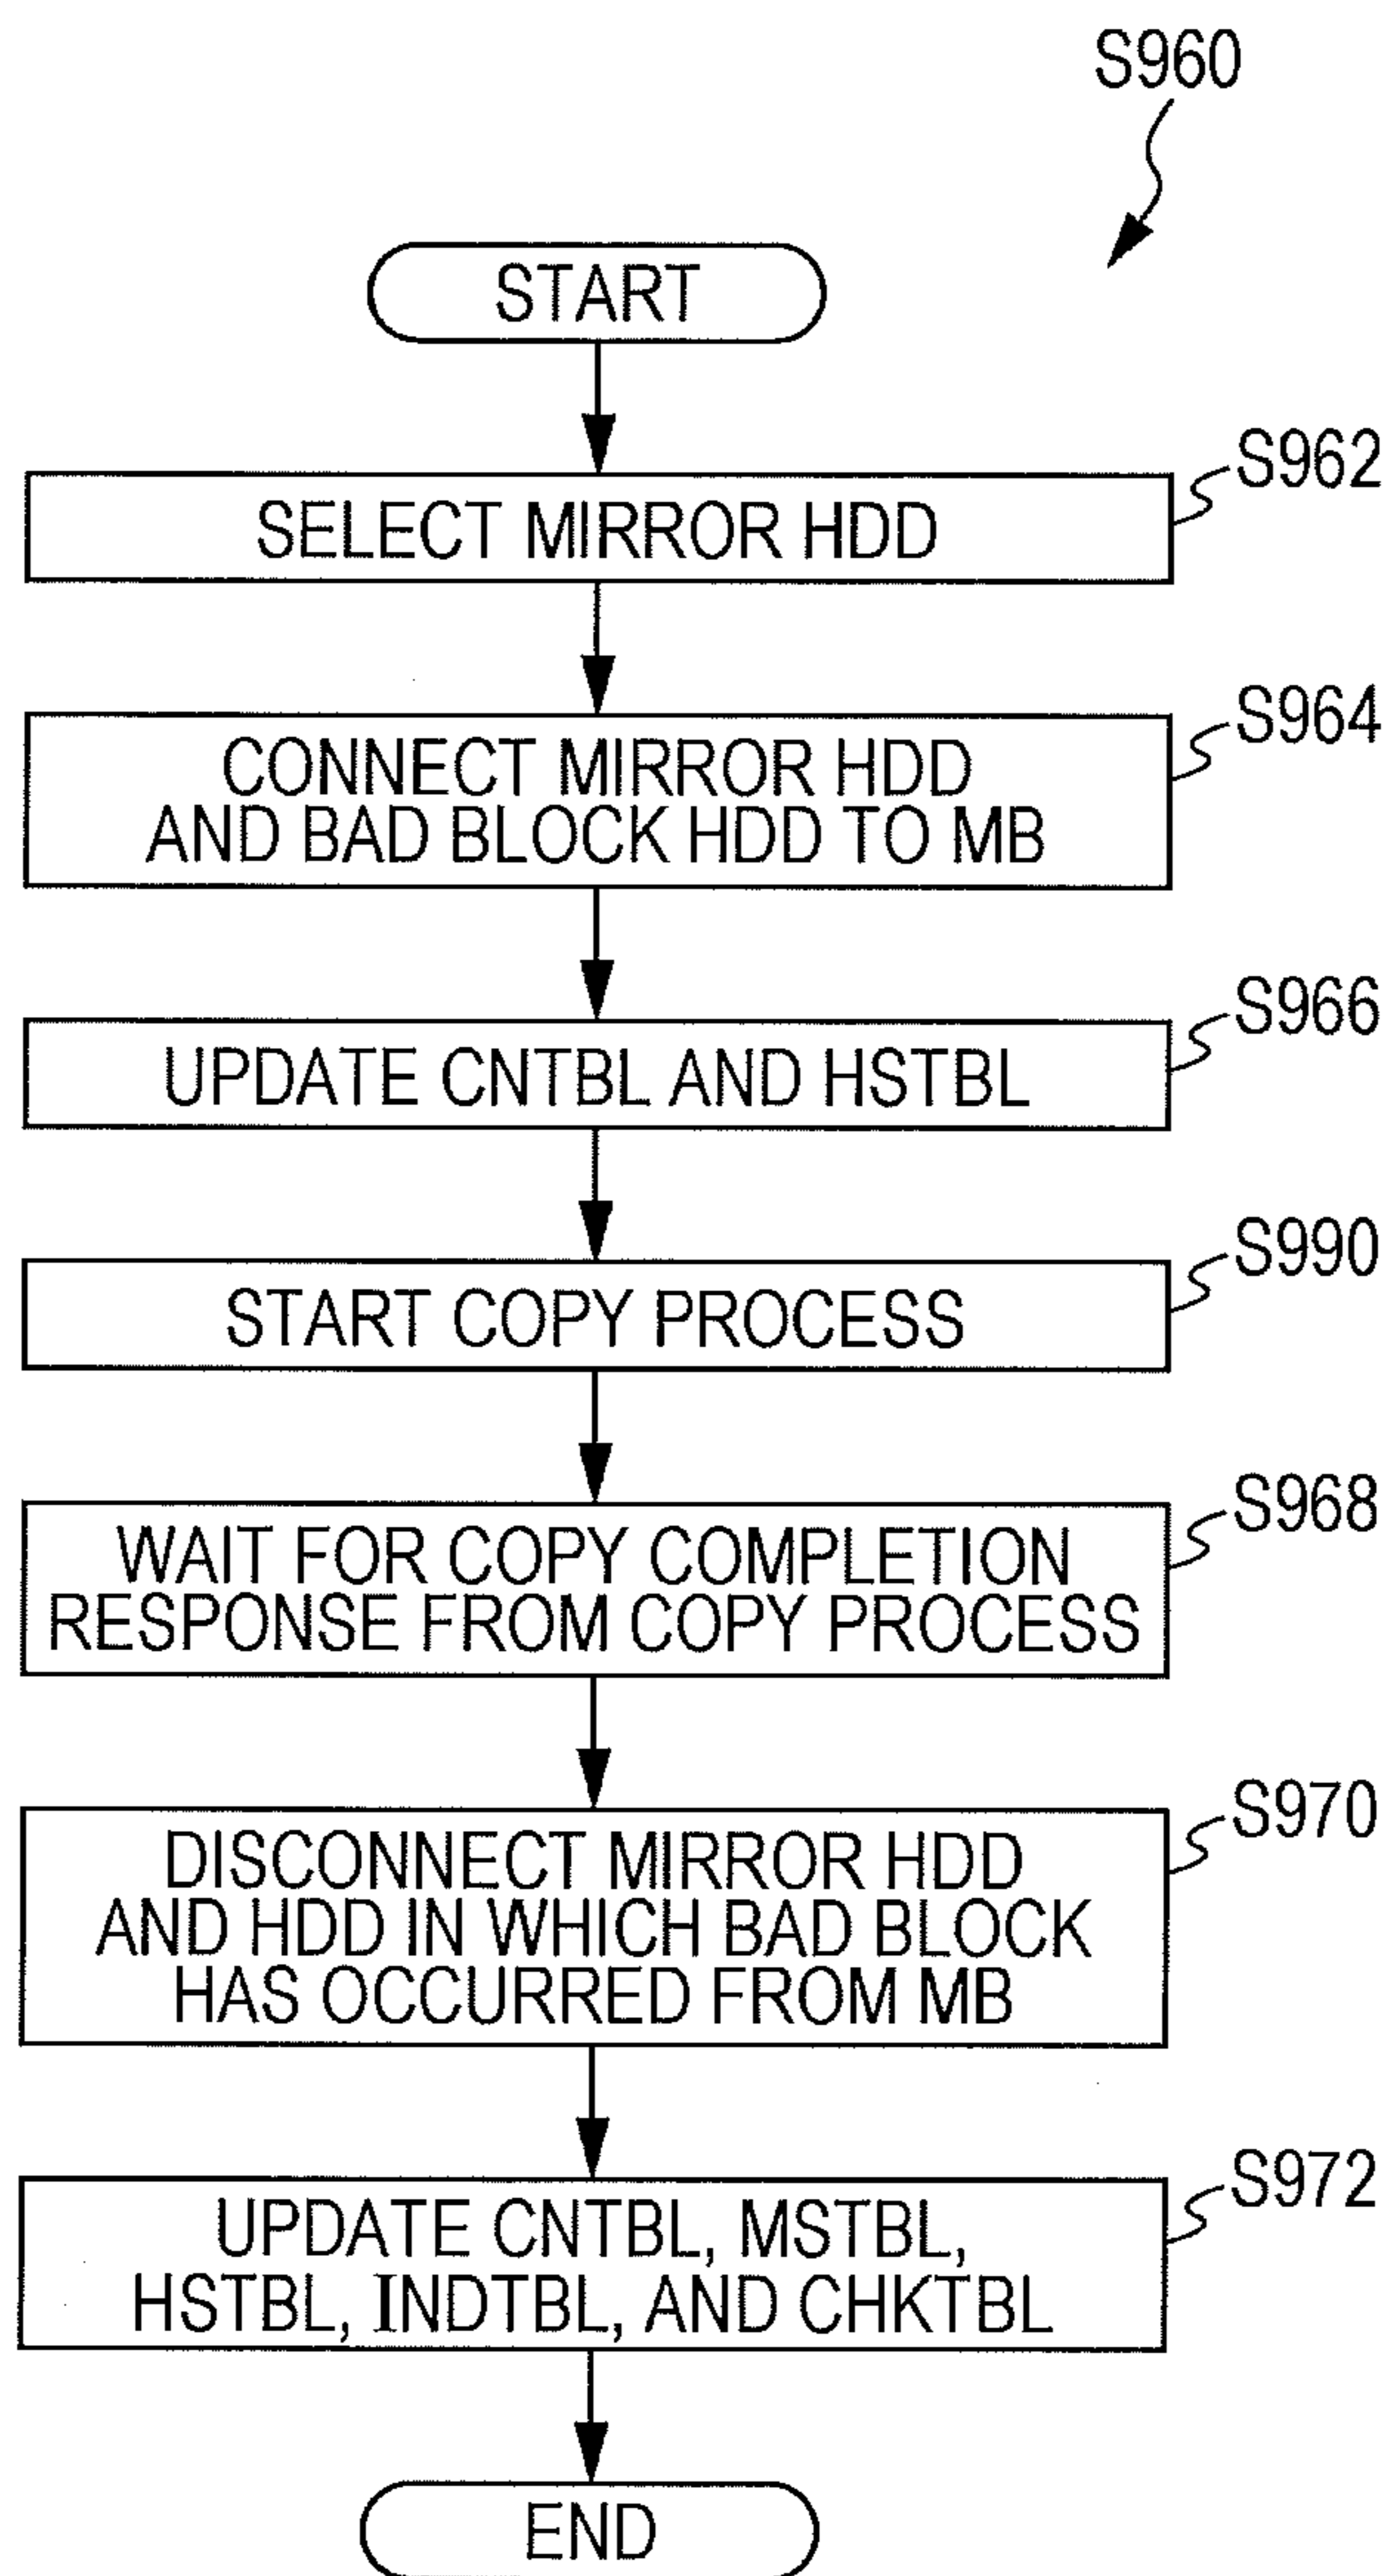 S960
START
S962
SELECT MIRROR HDD
S964
CONNECT MIRROR HDD
AND BAD BLOCK HDD TO MB
S966
UPDATE CNTBL AND HSTBL
S990
START COPY PROCESS
S968
WAIT FOR COPY COMPLETION
RESPONSE FROM COPY PROCESS
S970
DISCONNECT MIRROR HDD
AND HDD IN WHICH BAD BLOCK
HAS OCCURRED FROM MB
S972
UPDATE CNTBL, MSTBL,
HSTBL, INDTBL, AND CHKTBL
END